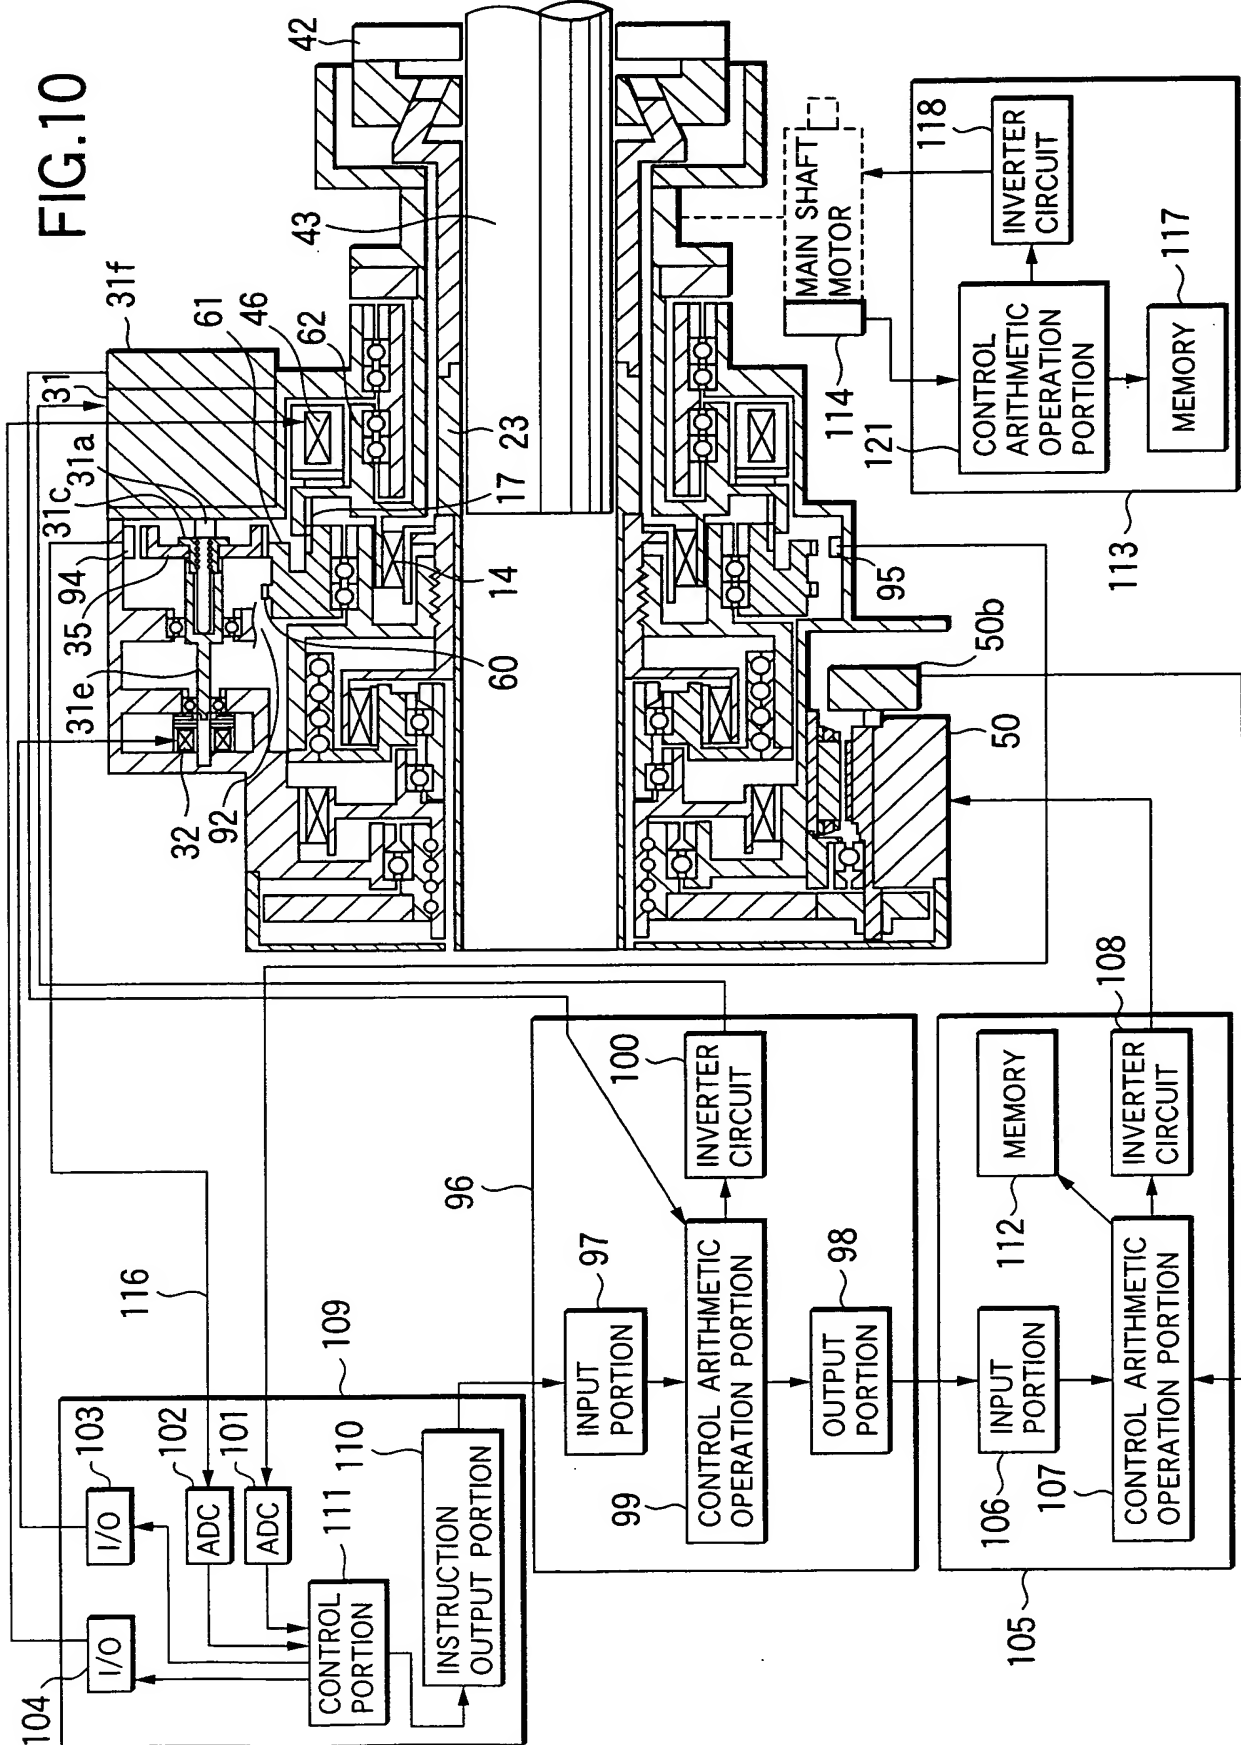 FIG.10
42
43
31f
61
46
62
31
31a
31c
94
35
31e
32
92
60
23
17
14
95
50b
50
MAIN SHAFT
MOTOR
114
118
INVERTER
CIRCUIT
121
CONTROL
ARITHMETIC
OPERATION
PORTION
117
MEMORY
113
116
109
103
I/O
104
I/O
102
ADC
101
ADC
111
CONTROL
PORTION
110
INSTRUCTION
OUTPUT PORTION
96
97
INPUT
PORTION
99
CONTROL ARITHMETIC
OPERATION PORTION
100
INVERTER
CIRCUIT
98
OUTPUT
PORTION
105
106
INPUT
PORTION
107
CONTROL ARITHMETIC
OPERATION PORTION
112
MEMORY
108
INVERTER
CIRCUIT